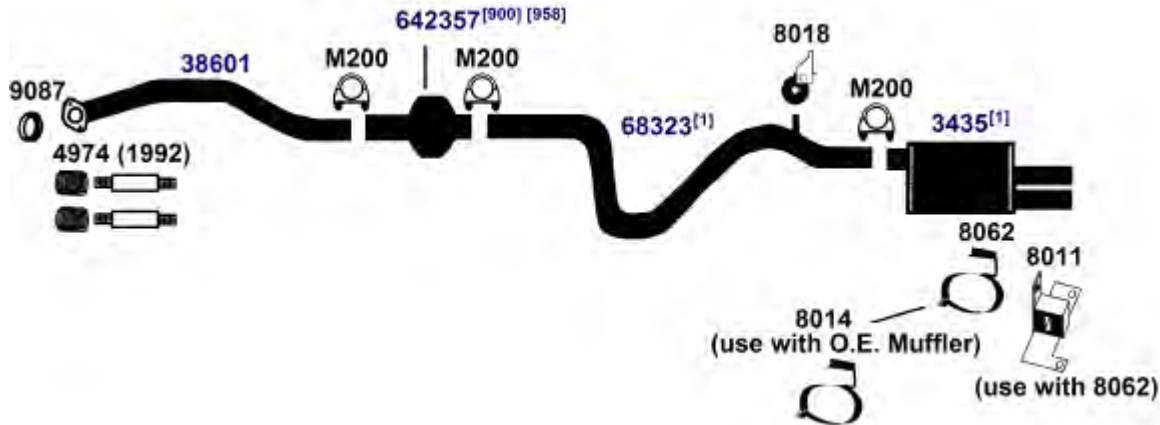 642357[900] [958]
8018
38601
M200
M200
9087
M200
68323[1]
3435[1]
4974 (1992)
8062
8011
8014
(use with O.E. Muffler)
(use with 8062)